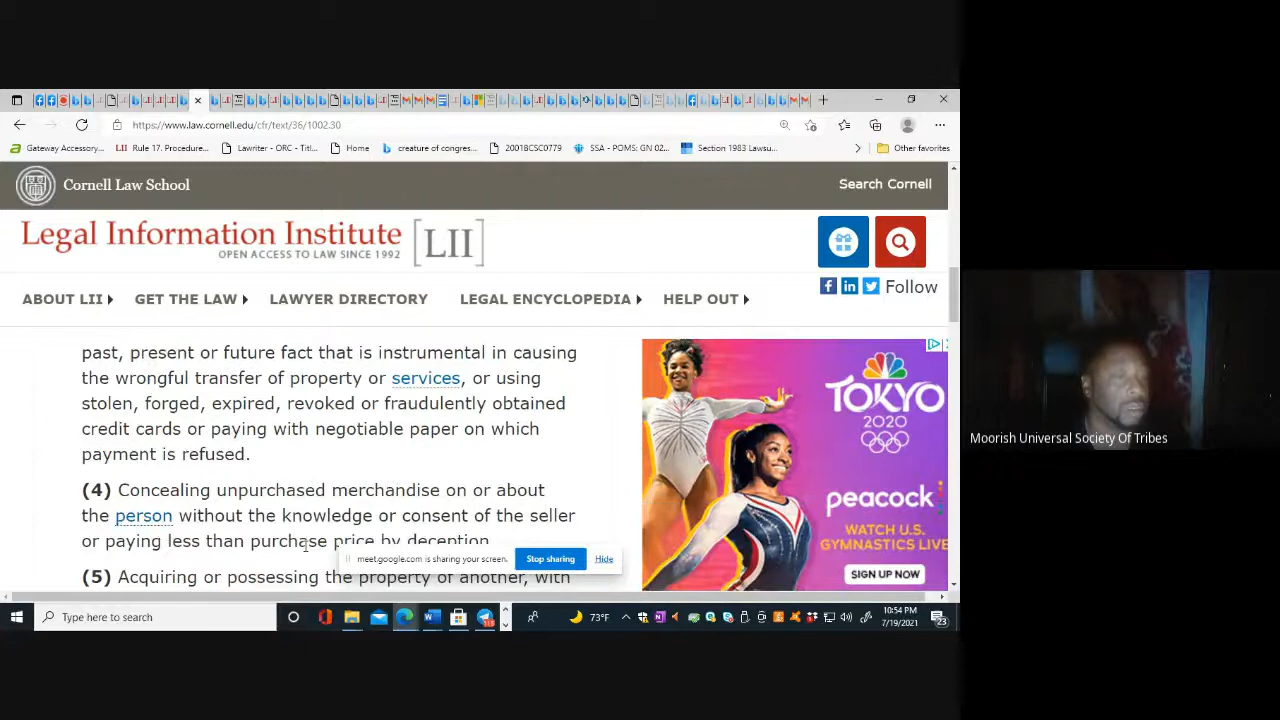 https://www.law.cornell.edu/cfr/text/36/1002.30
Gateway Accessory... LII Rule 17. Procedure... Lawriter - ORC - Titl... Home creature of congres... 20018CSC0779 SSA - POMS: GN 02... Section 1983 Lawsu... Other favorites
Cornell Law School
Search Cornell
Legal Information Institute [LII]
OPEN ACCESS TO LAW SINCE 1992
ABOUT LII GET THE LAW LAWYER DIRECTORY LEGAL ENCYCLOPEDIA HELP OUT Follow
past, present or future fact that is instrumental in causing
the wrongful transfer of property or services, or using
stolen, forged, expired, revoked or fraudulently obtained
credit cards or paying with negotiable paper on which
payment is refused.
(4) Concealing unpurchased merchandise on or about
the person without the knowledge or consent of the seller
or paying less than purchase price by deception.
(5) Acquiring or possessing the property of another, with
TOKYO
2020
peacock
WATCH U.S.
GYMNASTICS LIVE
SIGN UP NOW
meet.google.com is sharing your screen. Stop sharing Hide
Type here to search
73°F
10:54 PM
7/19/2021
23
Moorish Universal Society Of Tribes